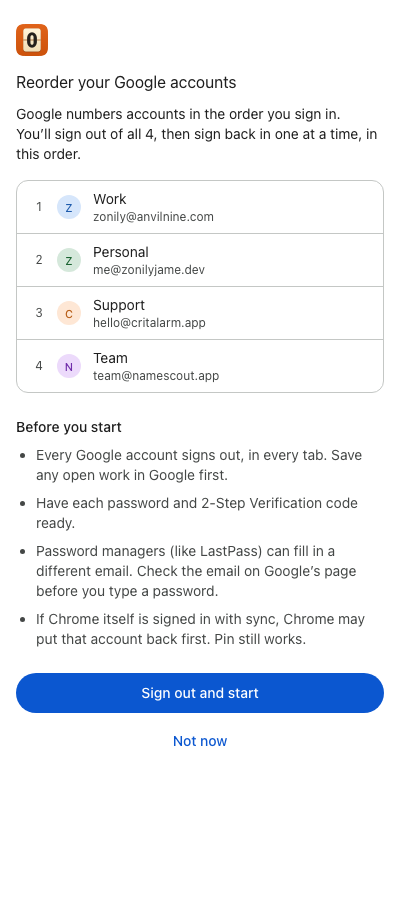 0
Reorder your Google accounts
Google numbers accounts in the order you sign in.
You’ll sign out of all 4, then sign back in one at a time, in
this order.
1
Z
Work
zonily@anvilnine.com
2
Z
Personal
me@zonilyjame.dev
3
C
Support
hello@critalarm.app
4
N
Team
team@namescout.app
Before you start
• Every Google account signs out, in every tab. Save
any open work in Google first.
• Have each password and 2-Step Verification code
ready.
• Password managers (like LastPass) can fill in a
different email. Check the email on Google’s page
before you type a password.
• If Chrome itself is signed in with sync, Chrome may
put that account back first. Pin still works.
Sign out and start
Not now